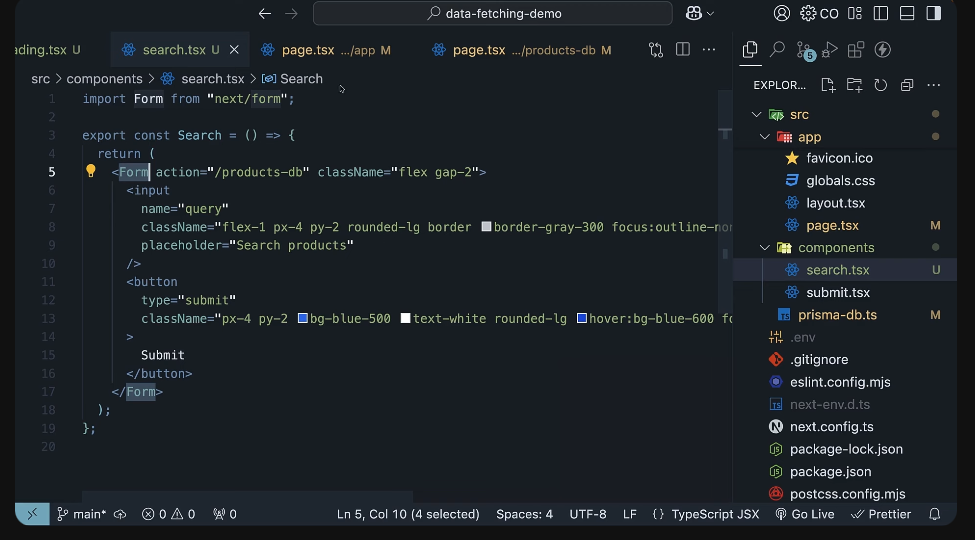 data-fetching-demo
CO
ading.tsx U
search.tsx U
page.tsx .../app M
page.tsx .../products-db M
5
src > components > search.tsx > Search
EXPLOR...
1 import Form from "next/form";
2
3 export const Search = () => {
4 return (
5 <Form action="/products-db" className="flex gap-2">
6 <input
7 name="query"
8 className="flex-1 px-4 py-2 rounded-lg border border-gray-300 focus:outline-non
9 placeholder="Search products"
10 />
11 <button
12 type="submit"
13 className="px-4 py-2 bg-blue-500 text-white rounded-lg hover:bg-blue-600 fo
14 >
15 Submit
16 </button>
17 </Form>
18 );
19 };
20
src
app
favicon.ico
globals.css
layout.tsx
page.tsx M
components
search.tsx U
submit.tsx
prisma-db.ts M
.env
.gitignore
eslint.config.mjs
next-env.d.ts
next.config.ts
package-lock.json
package.json
postcss.config.mjs
main* 0 0 0 Ln 5, Col 10 (4 selected) Spaces: 4 UTF-8 LF {} TypeScript JSX Go Live Prettier